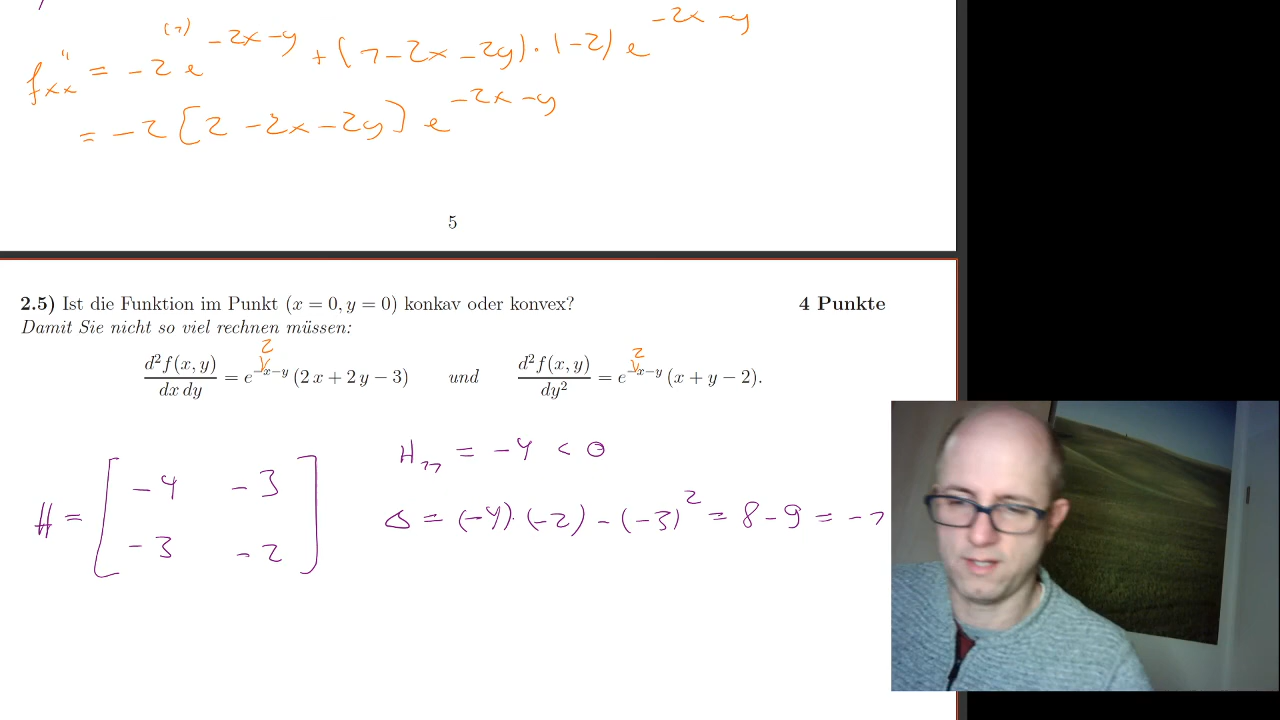 f''xx = -2 e^(-2x-y) + (1-2x-2y)·(-2) e^(-2x-y)
= -2 [2 -2x-2y] e^(-2x-y)
5
2.5) Ist die Funktion im Punkt (x = 0, y = 0) konkav oder konvex? 4 Punkte
Damit Sie nicht so viel rechnen müssen:
d²f(x, y)/dx dy = e^(-2x-y) (2 x + 2 y − 3) und d²f(x, y)/dy² = e^(-2x-y) (x + y − 2).
H = [ -4 -3
-3 -2 ]
H11 = -4 < 0
Δ = (-4)·(-2) - (-3)² = 8 - 9 = -1